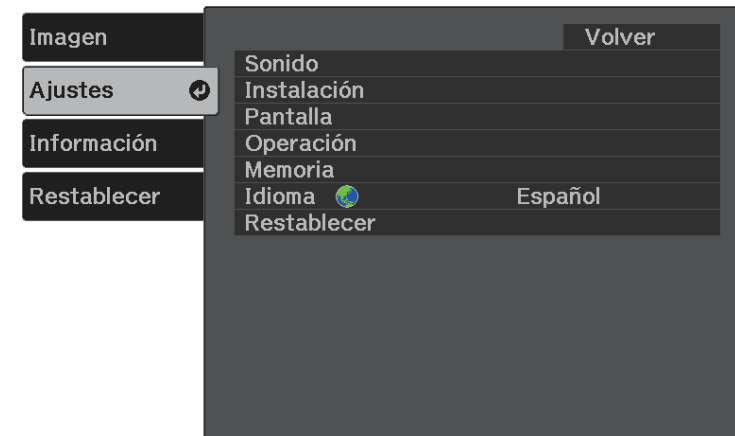 Imagen
Ajustes
Información
Restablecer
Volver
Sonido
Instalación
Pantalla
Operación
Memoria
Idioma Español
Restablecer